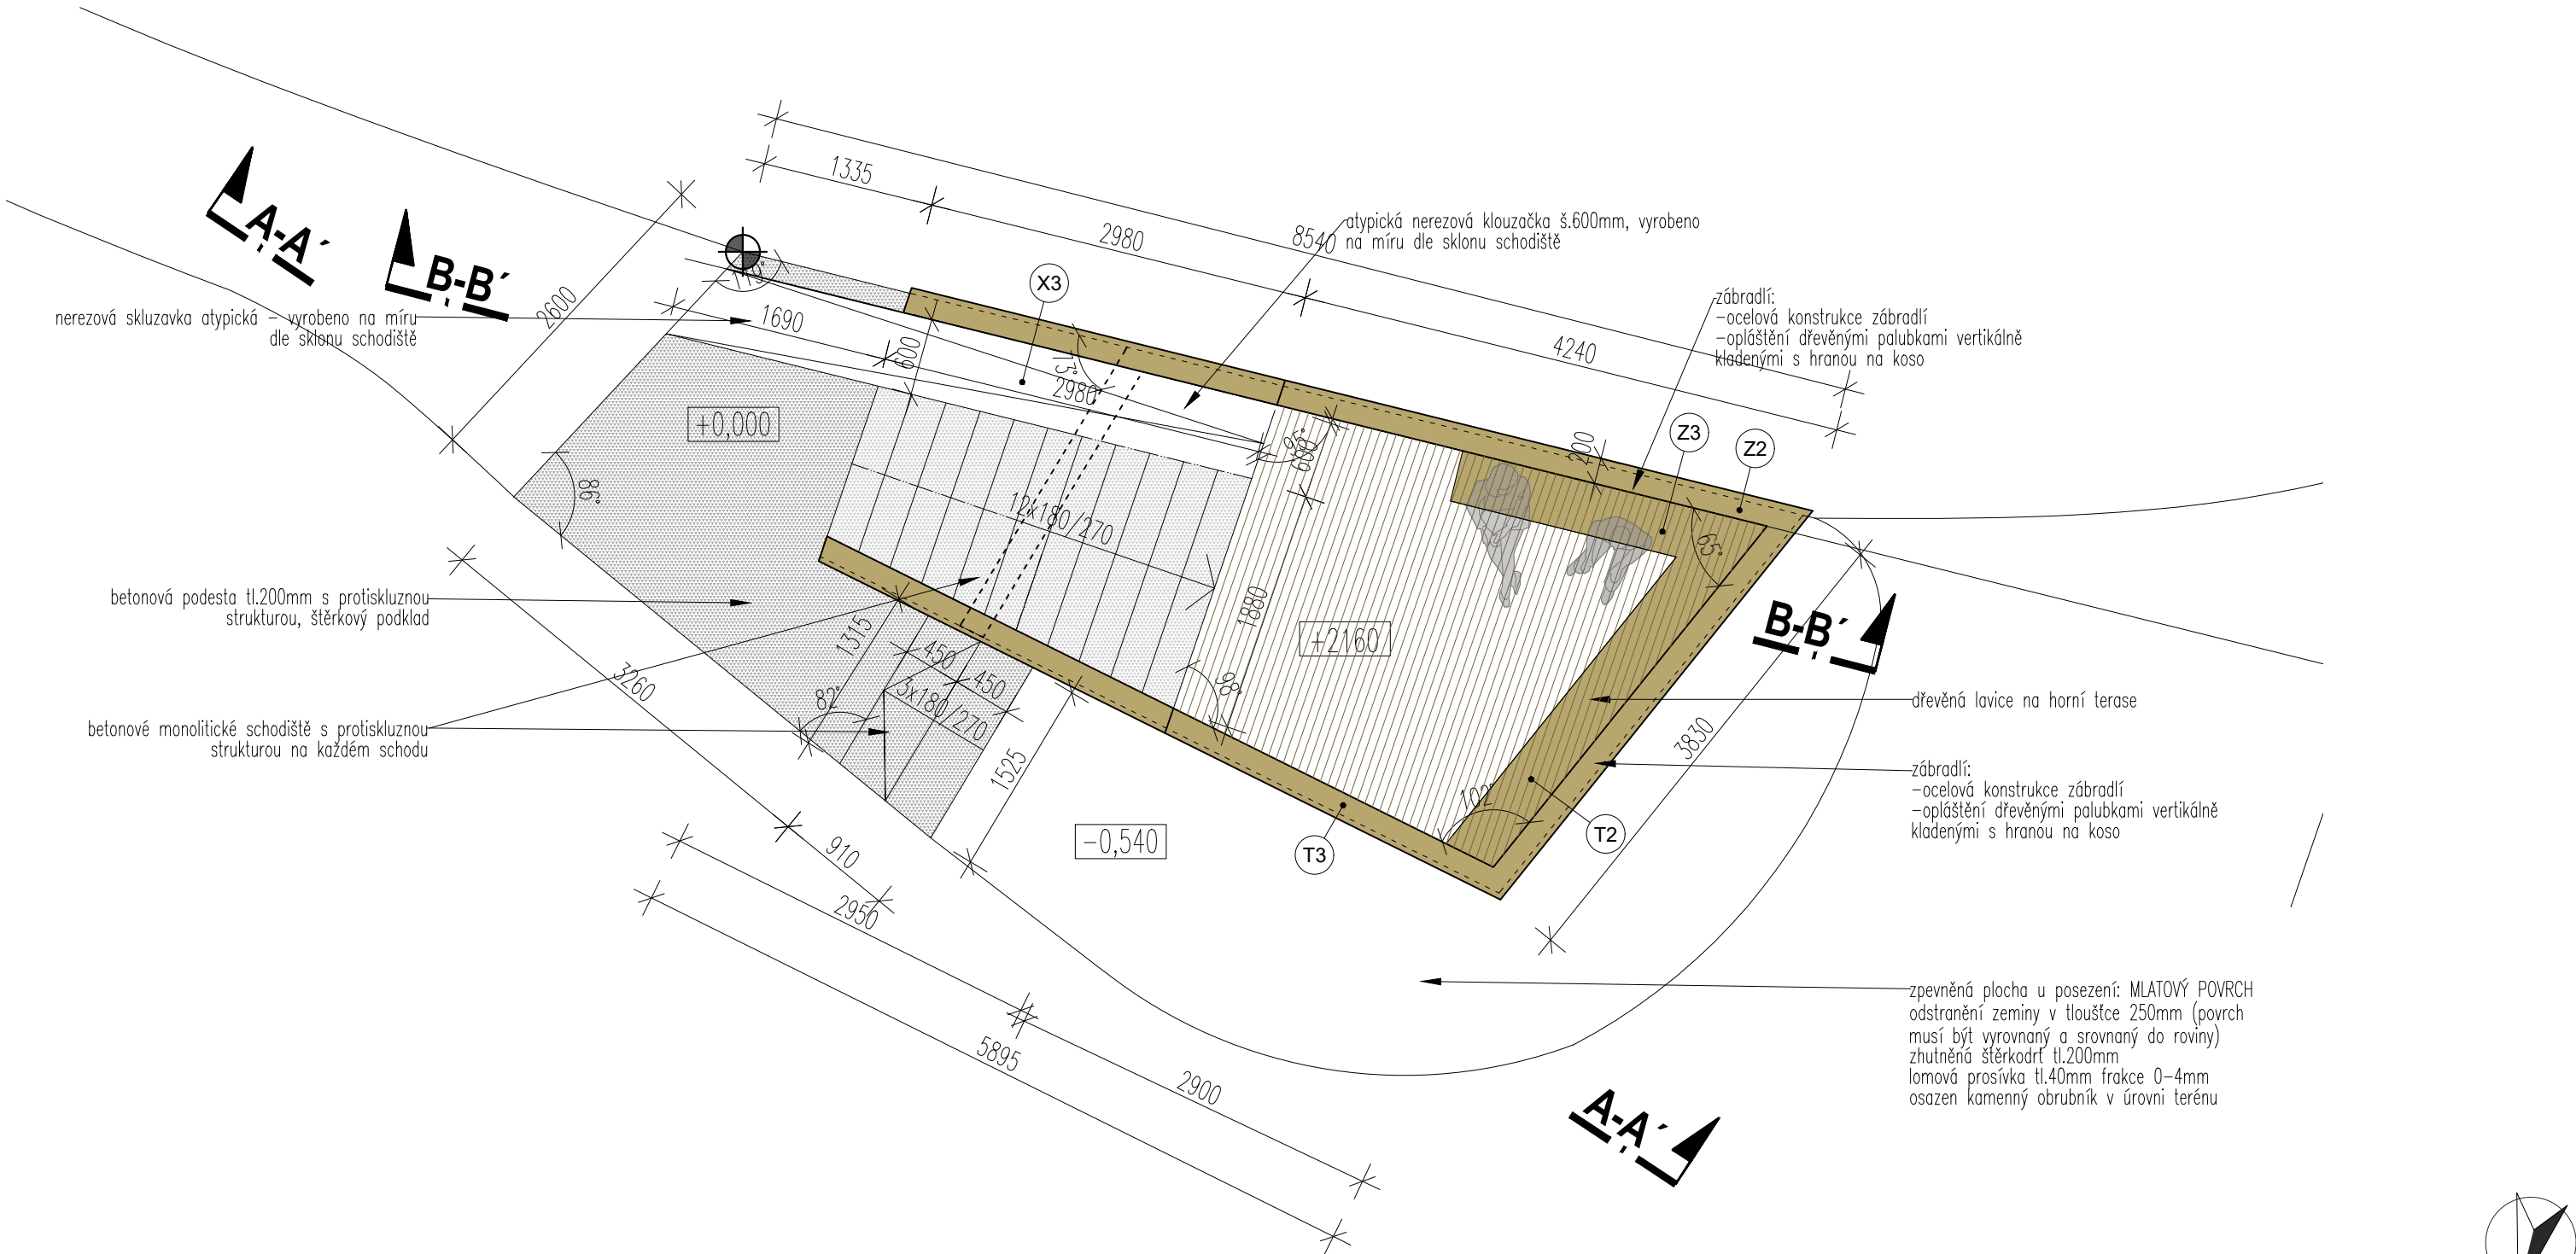 1335
2980
8540
atypická nerezová klouzačka š.600mm, vyrobeno
na míru dle sklonu schodiště
A-A´
B-B´
nerezová skluzavka atypická – vyrobeno na míru
dle sklonu schodiště
2600
119°
X3
1690
600
73°
2980
4240
zábradlí:
-ocelová konstrukce zábradlí
-opláštění dřevěnými palubkami vertikálně
kladenými s hranou na koso
+0,000
600
200
Z3
Z2
86°
12x180/270
65°
betonová podesta tl.200mm s protiskluznou
strukturou, štěrkový podklad
1315
1880
+2160
B-B´
450
450
3260
82°
3x180/270
98°
betonové monolitické schodiště s protiskluznou
strukturou na každém schodu
1525
dřevěná lavice na horní terase
3830
zábradlí:
-ocelová konstrukce zábradlí
-opláštění dřevěnými palubkami vertikálně
kladenými s hranou na koso
102°
-0,540
T3
T2
910
2950
5895
2900
zpevněná plocha u posezení: MLATOVÝ POVRCH
odstranění zeminy v tloušťce 250mm (povrch
musí být vyrovnaný a srovnaný do roviny)
zhutněná štěrkodrť tl.200mm
lomová prosívka tl.40mm frakce 0-4mm
osazen kamenný obrubník v úrovni terénu
A-A´